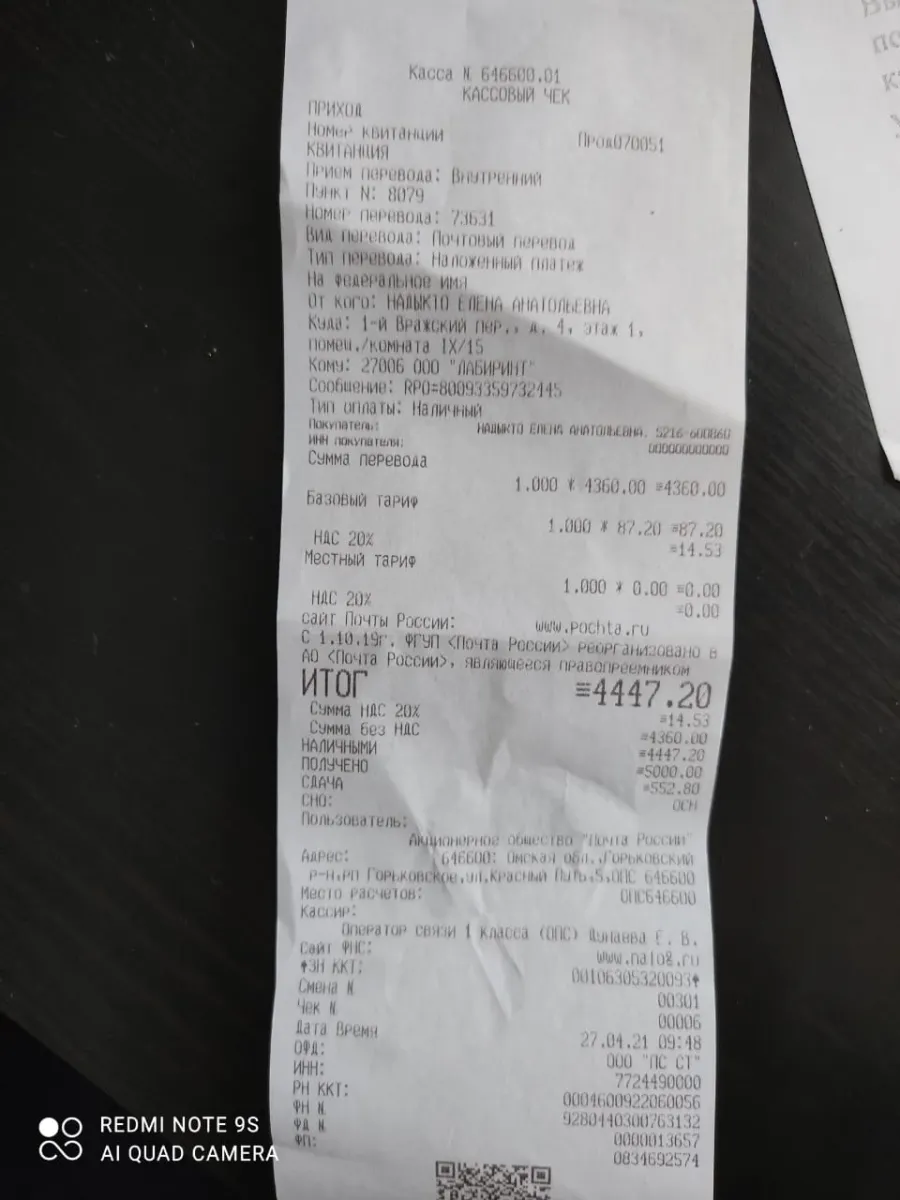 Касса № 646600.01
КАССОВЫЙ ЧЕК
ПРИХОД
Номер квитанции Прод070051
КВИТАНЦИЯ
Прием перевода: Внутренний
Пункт N: 8079
Номер перевода: 73631
Вид перевода: Почтовый перевод
Тип перевода: Наложенный платеж
На федеральное имя
От кого: НАДЫКТО ЕЛЕНА АНАТОЛЬЕВНА
Куда: 1-й Вражский пер., д. 4, этаж 1,
помещ./комната IX/15
Кому: 27006 ООО "ЛАБИРИНТ"
Сообщение: RPO=80093359732445
Тип оплаты: Наличный
Покупатель: НАДЫКТО ЕЛЕНА АНАТОЛЬЕВНА, 5216 600860
ИНН покупателя: 000000000000
Сумма перевода
1.000 * 4360.00 =4360.00
Базовый тариф
1.000 * 87.20 =87.20
НДС 20% =14.53
Местный тариф
1.000 * 0.00 =0.00
НДС 20% =0.00
сайт Почты России: www.pochta.ru
С 1.10.19г. ФГУП <Почта России> реорганизовано в
АО <Почта России>, являющееся правопреемником
ИТОГ =4447.20
Сумма НДС 20% =14.53
Сумма без НДС =4360.00
НАЛИЧНЫМИ =4447.20
ПОЛУЧЕНО =5000.00
СДАЧА =552.80
СНО: ОСН
Пользователь:
Акционерное общество "Почта России"
Адрес: 646600: Омская обл.,Горьковский
р-н,рп Горьковское,ул.Красный Путь,5,ОПС 646600
Место расчетов: ОПС646600
Кассир:
Оператор связи 1 класса (ОПС) Дунаева Е. В.
Сайт ФНС: www.nalog.ru
*ЗН ККТ: 00106305320093*
Смена № 00301
Чек № 00006
Дата Время 27.04.21 09:48
ОФД: ООО "ПС СТ"
ИНН: 7724490000
РН ККТ: 0004600922060056
ФН № 9280440300763132
ФД № 0000013657
ФП: 0834692574
REDMI NOTE 9S
AI QUAD CAMERA